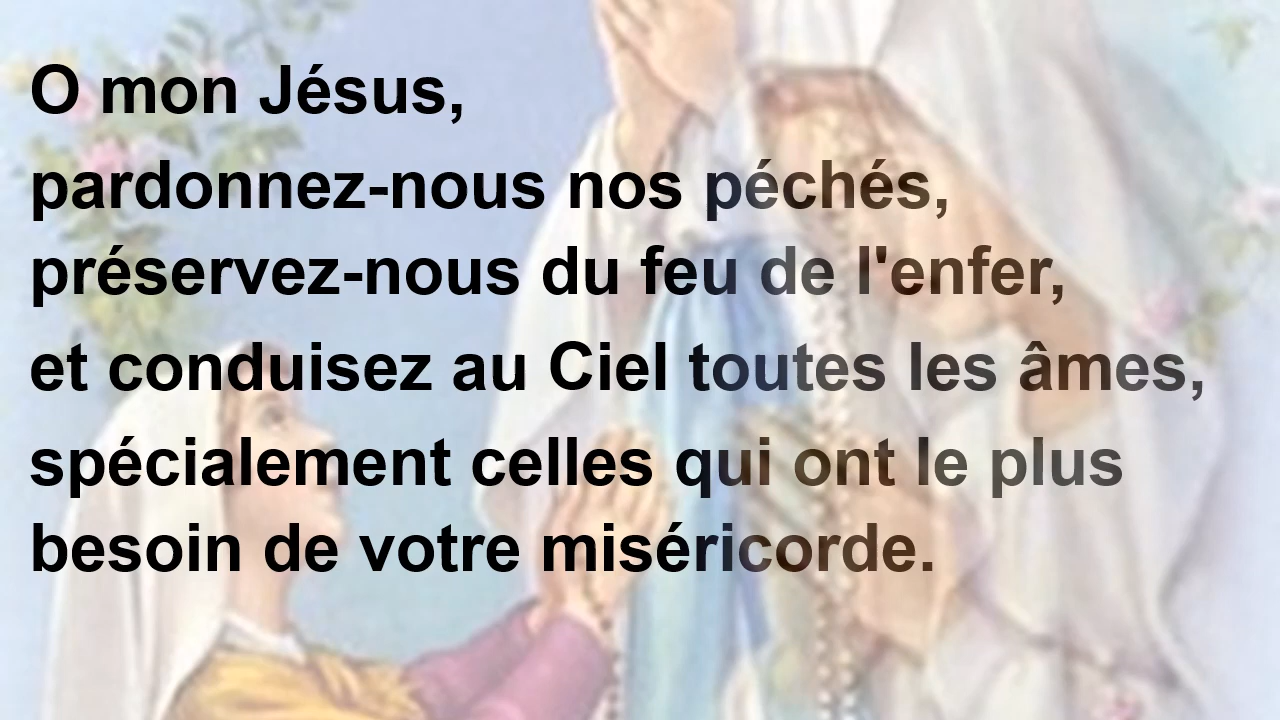 O mon Jésus,
pardonnez-nous nos péchés,
préservez-nous du feu de l'enfer,
et conduisez au Ciel toutes les âmes,
spécialement celles qui ont le plus
besoin de votre miséricorde.